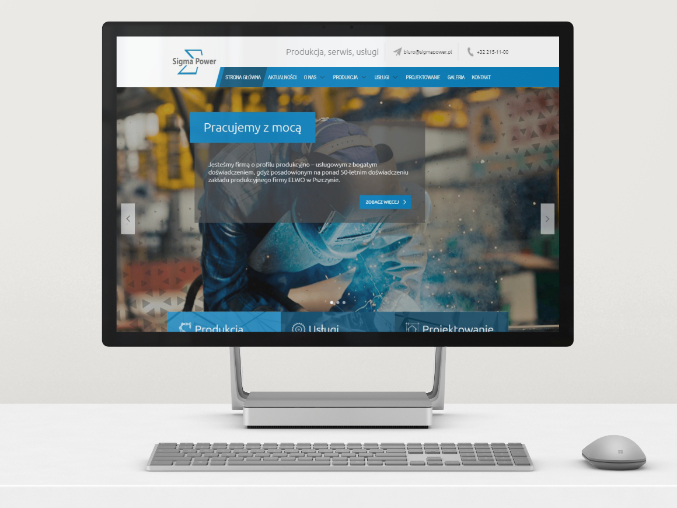 Sigma Power
Produkcja, serwis, usługi
biuro@sigmapower.pl
+32 215-11-00
STRONA GŁÓWNA AKTUALNOŚCI O NAS PRODUKCJA USŁUGI PROJEKTOWANIE GALERIA KONTAKT
Pracujemy z mocą
Jesteśmy firmą o profilu produkcyjno – usługowym z bogatym
doświadczeniem, gdyż posadowionym na ponad 50-letnim doświadczeniu
zakładu produkcyjnego firmy ELWO w Pszczynie.
ZOBACZ WIĘCEJ
Produkcja Usługi Projektowanie